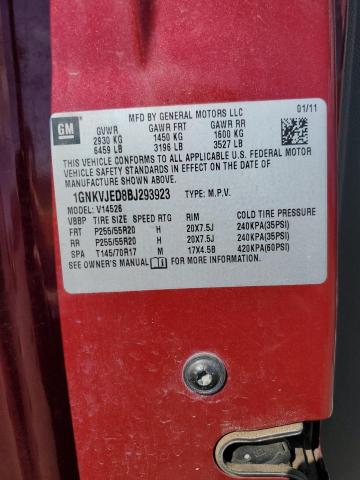 MFD BY GENERAL MOTORS LLC 01/11
GM GVWR GAWR FRT GAWR RR
2930 KG 1450 KG 1600 KG
6459 LB 3196 LB 3527 LB
THIS VEHICLE CONFORMS TO ALL APPLICABLE U.S. FEDERAL MOTOR
VEHICLE SAFETY STANDARDS IN EFFECT ON THE DATE OF
MANUFACTURE SHOWN ABOVE.
1GNKVJED8BJ293923 TYPE: M.P.V.
MODEL: V14526
VBBP TIRE SIZE SPEED RTG RIM COLD TIRE PRESSURE
FRT P255/55R20 H 20X7.5J 240KPA(35PSI)
RR P255/55R20 H 20X7.5J 240KPA(35PSI)
SPA T145/70R17 M 17X4.5B 420KPA(60PSI)
SEE OWNER'S MANUAL FOR MORE INFORMATION.